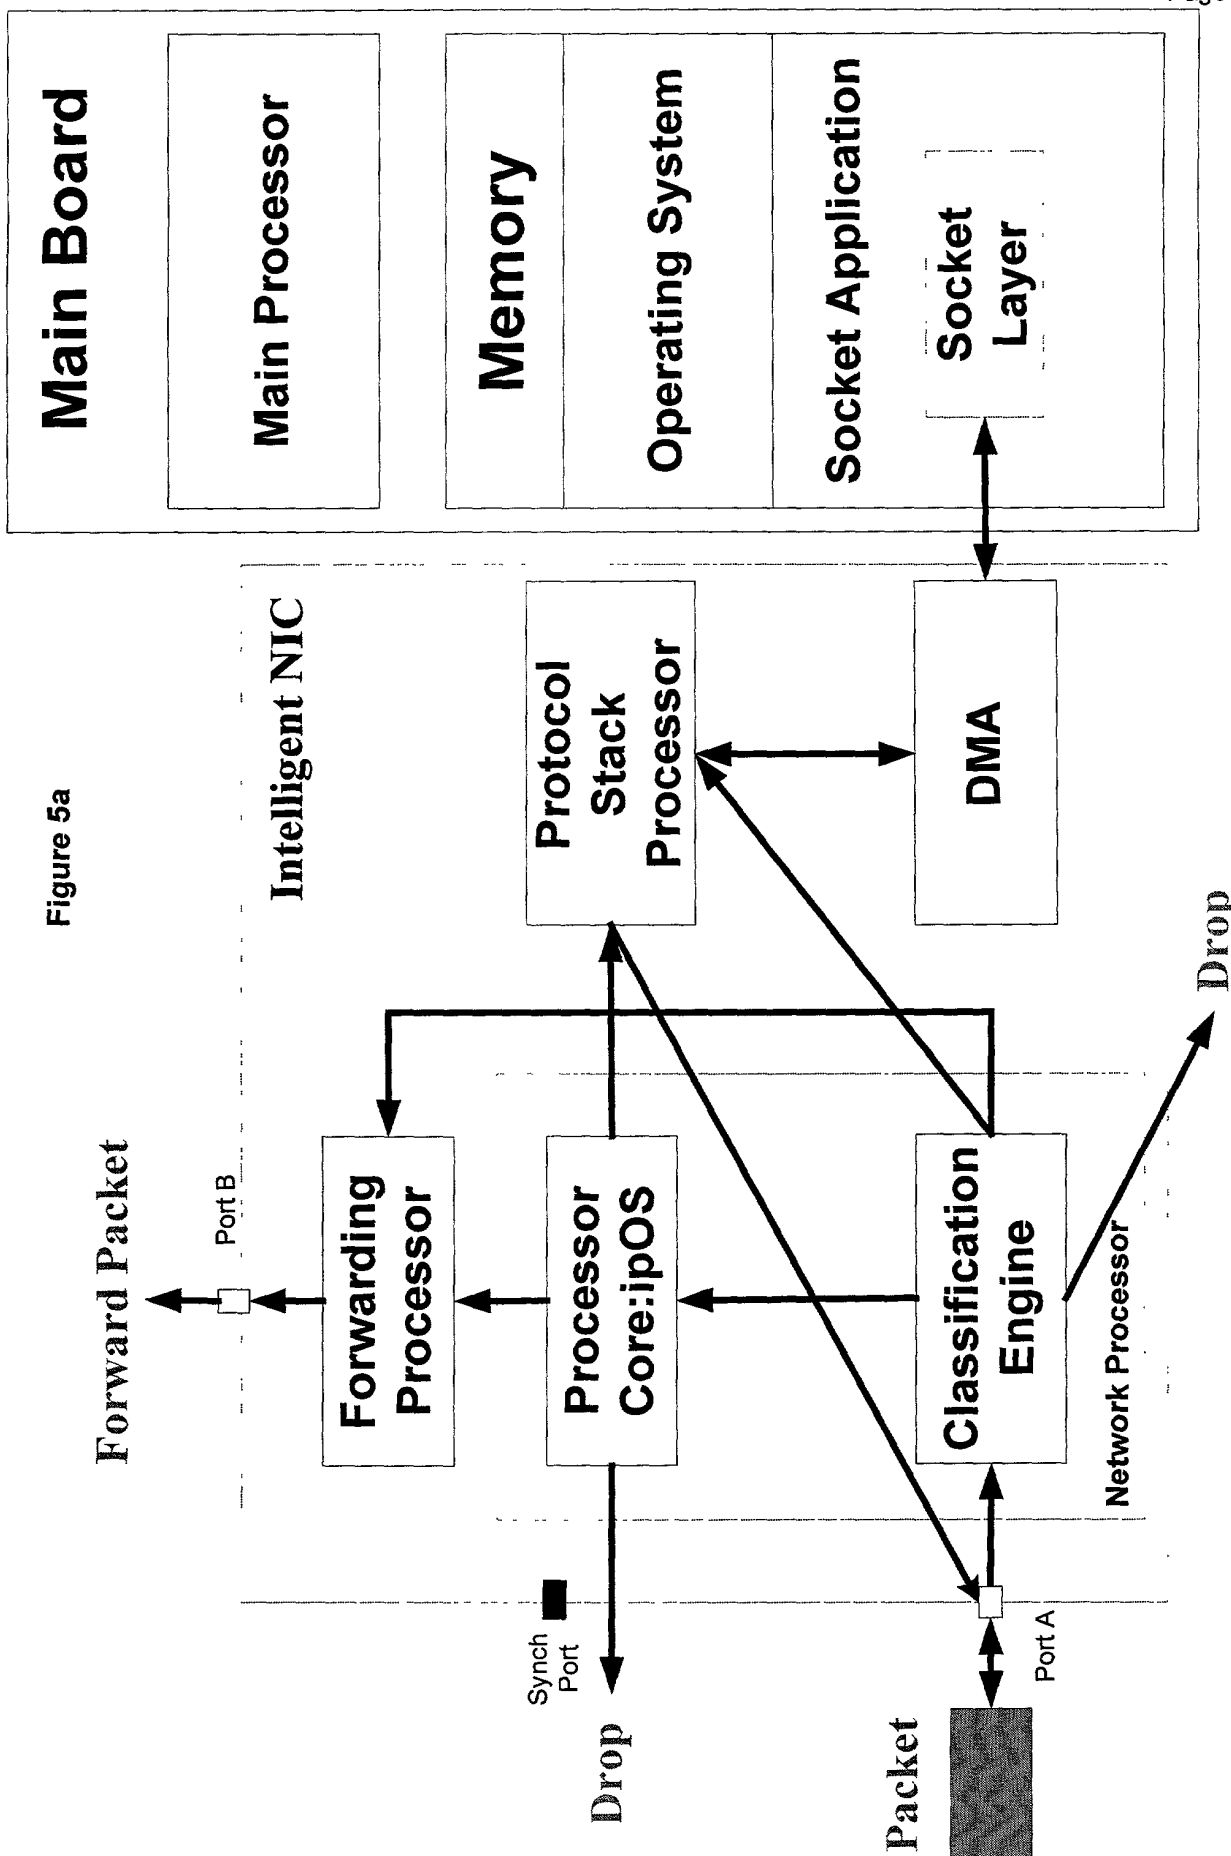 Figure 5a
Main Board
Main Processor
Memory
Operating System
Socket Application
Socket
Layer
Intelligent NIC
Protocol
Stack
Processor
DMA
Forward Packet
Port B
Forwarding
Processor
Processor
Core:ipOS
Classification
Engine
Network Processor
Drop
Synch
Port
Drop
Port A
Packet